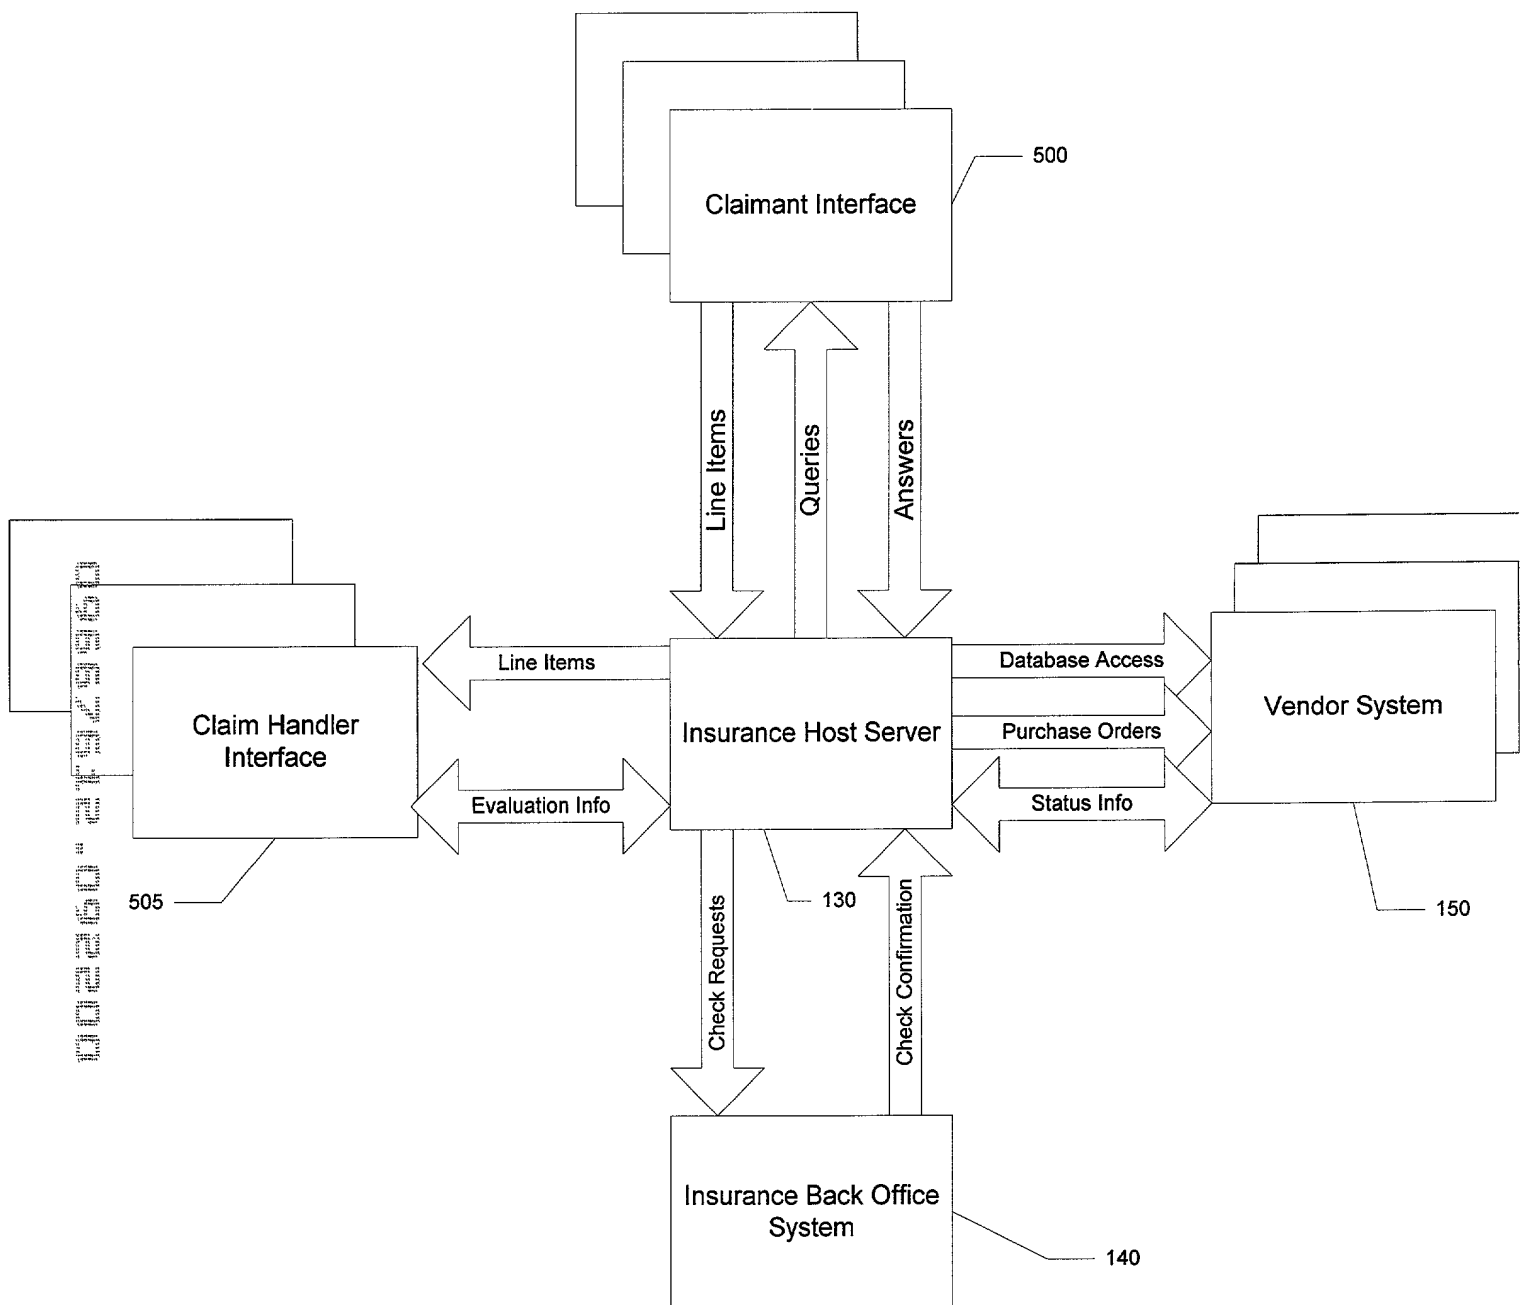 500
Claimant Interface
Line Items
Queries
Answers
Line Items
Database Access
Claim Handler
Interface
Insurance Host Server
Purchase Orders
Vendor System
Evaluation Info
Status Info
505
130
150
Check Requests
Check Confirmation
Insurance Back Office
System
140